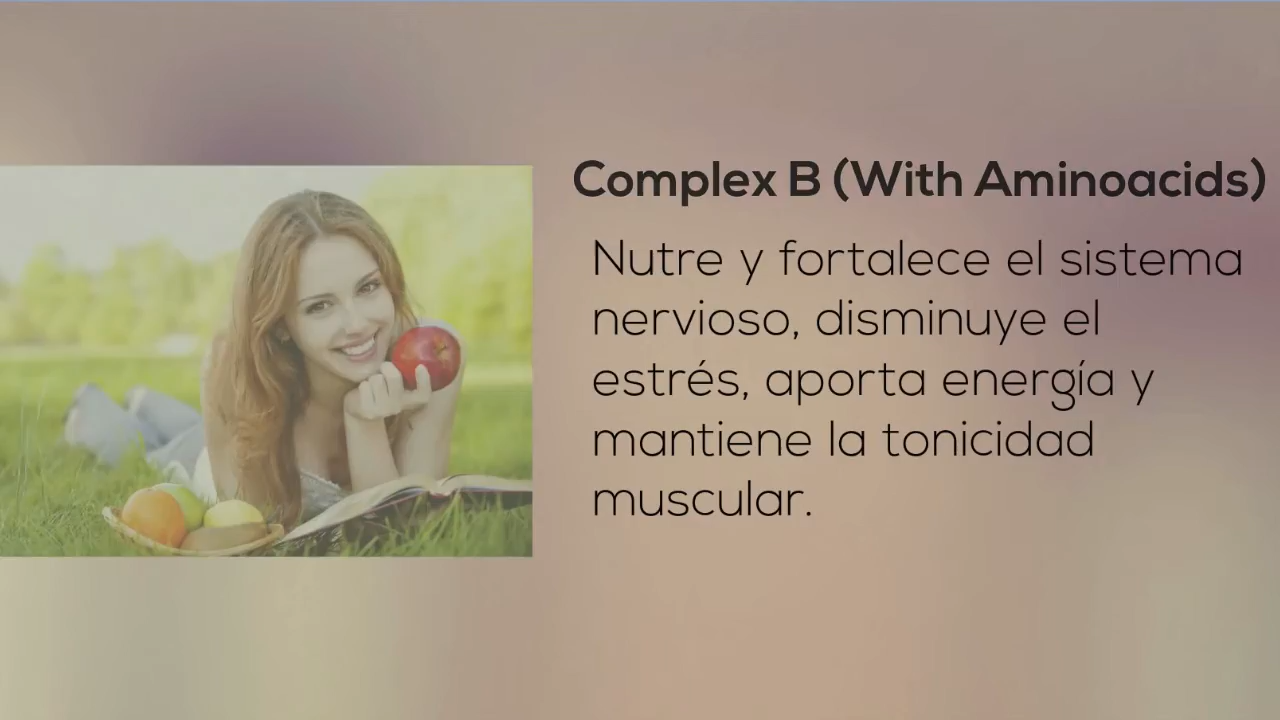 Complex B (With Aminoacids)
Nutre y fortalece el sistema
nervioso, disminuye el
estrés, aporta energía y
mantiene la tonicidad
muscular.